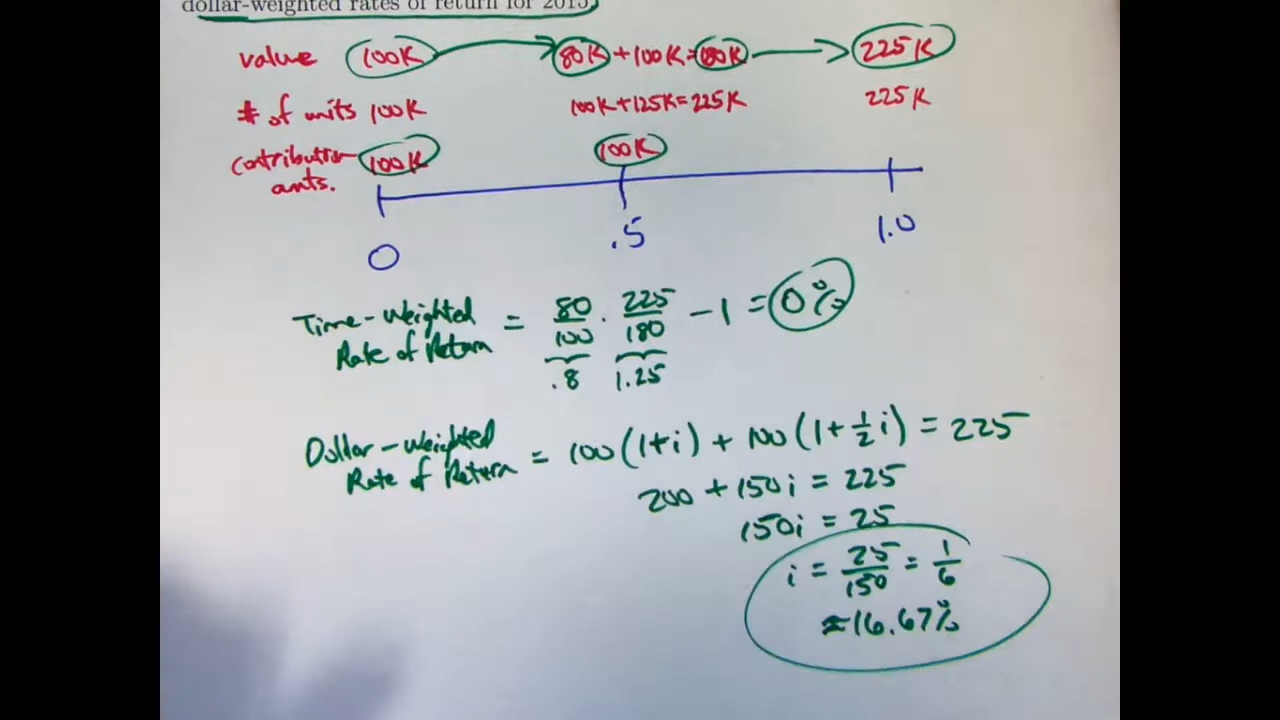 dollar-weighted rates of return for 2015
value 100K 80K + 100K = 180K 225K
# of units 100K 100K + 125K = 225K 225K
contribution 100K 100K
amts.
0 .5 1.0
Time-Weighted Rate of Return = 80/100 · 225/180 - 1 = 0%
.8 1.25
Dollar-Weighted Rate of Return = 100(1+i) + 100(1+½i) = 225
200 + 150i = 225
150i = 25
i = 25/150 = 1/6
≈ 16.67%